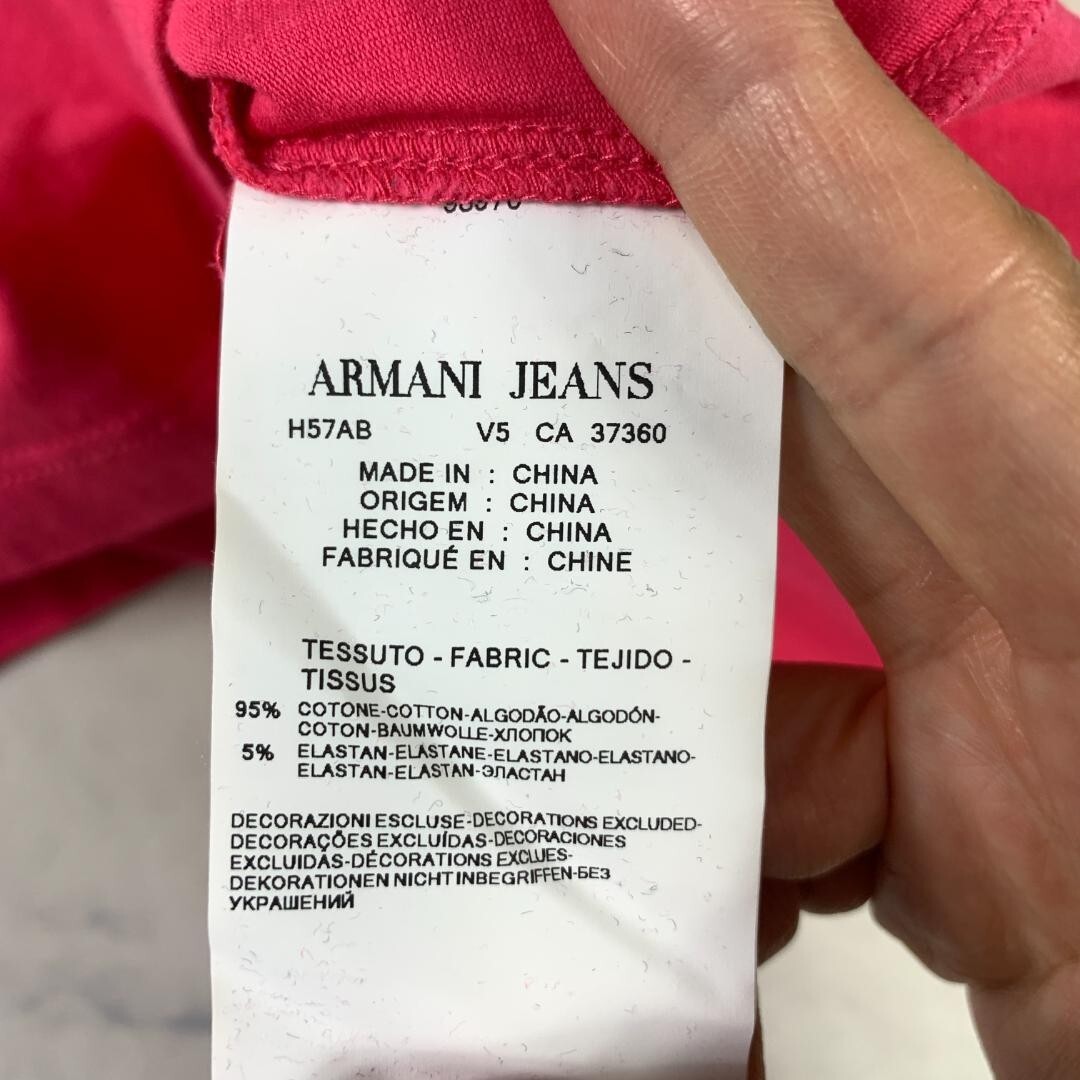 ARMANI JEANS
H57AB V5 CA 37360
MADE IN : CHINA
ORIGEM : CHINA
HECHO EN : CHINA
FABRIQUÉ EN : CHINE
TESSUTO - FABRIC - TEJIDO -
TISSUS
95% COTONE-COTTON-ALGODÃO-ALGODÓN-
COTON-BAUMWOLLE-ХЛОПОК
5% ELASTAN-ELASTANE-ELASTANO-ELASTANO-
ELASTAN-ELASTAN-ЭЛАСТАН
DECORAZIONI ESCLUSE-DECORATIONS EXCLUDED-
DECORAÇÕES EXCLUÍDAS-DECORACIONES
EXCLUIDAS-DÉCORATIONS EXCLUES-
DEKORATIONEN NICHT INBEGRIFFEN-БЕЗ
УКРАШЕНИЙ